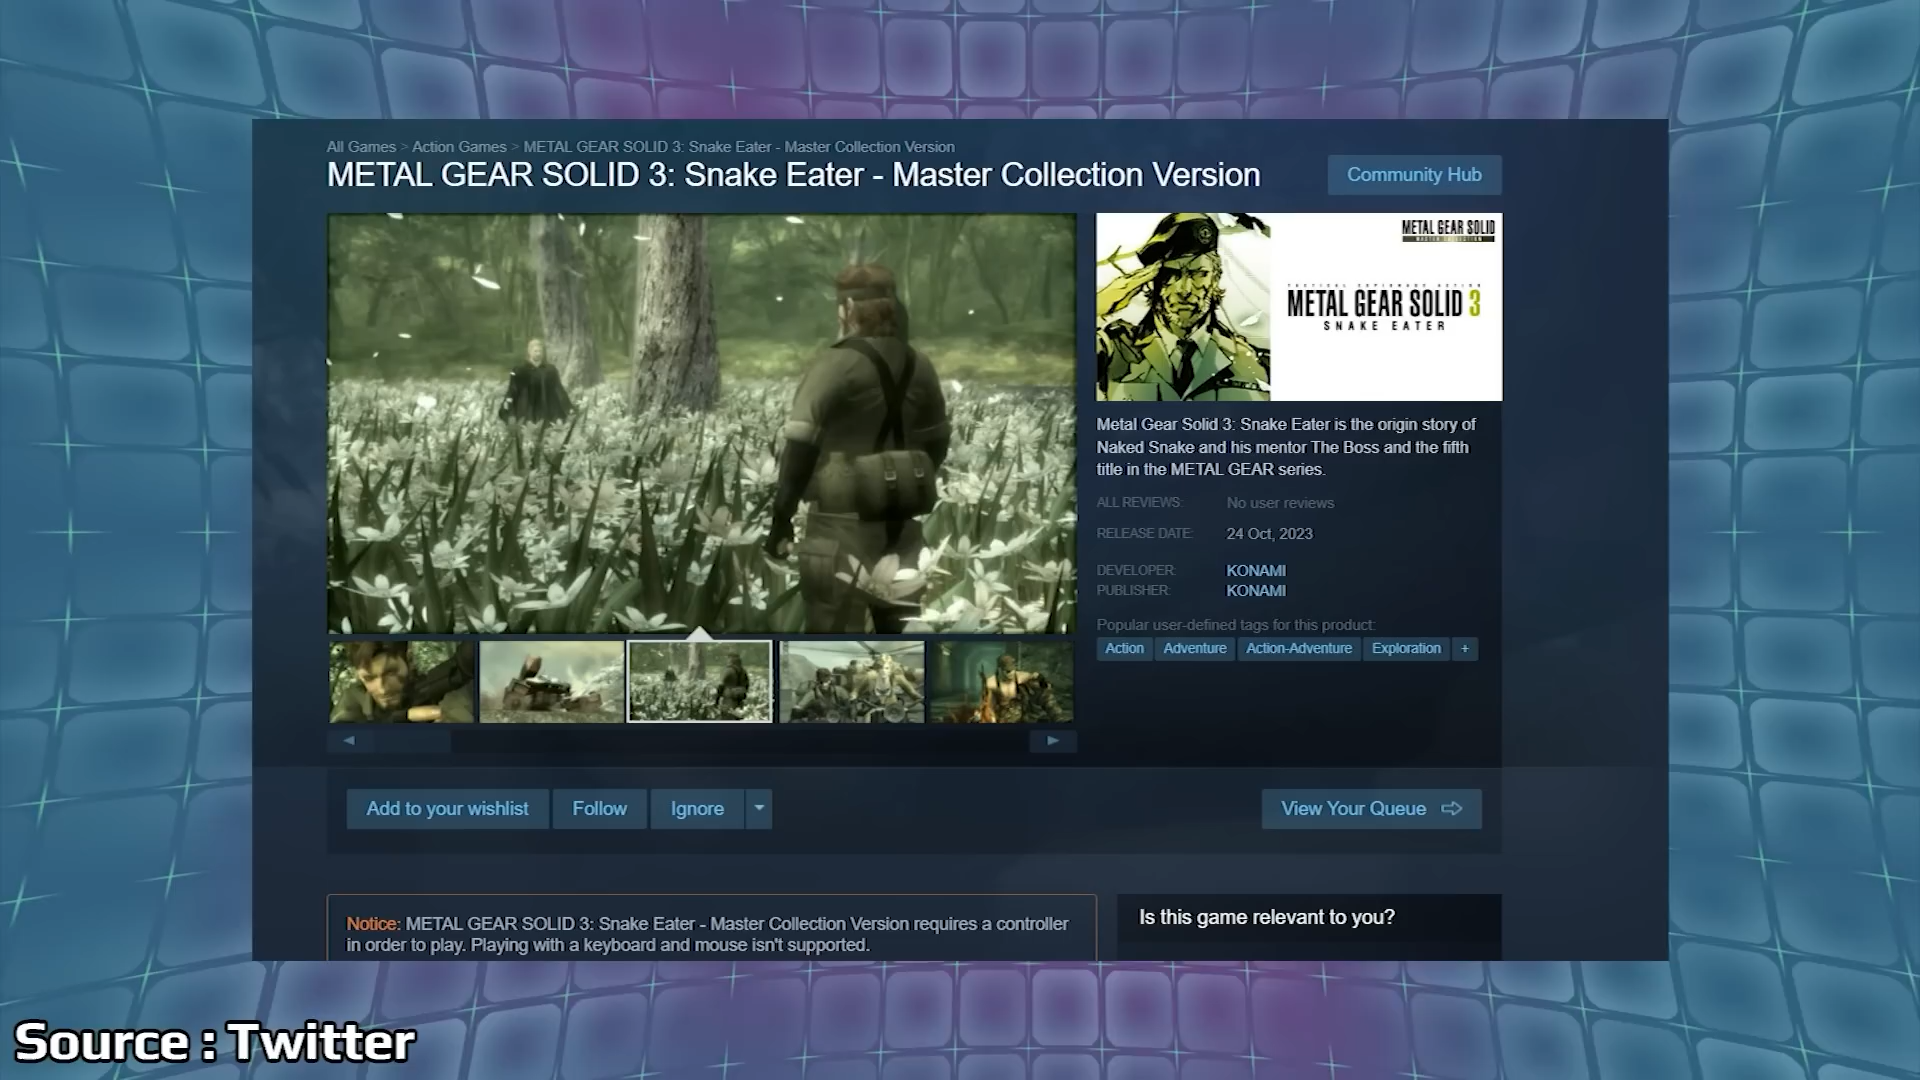 All Games > Action Games > METAL GEAR SOLID 3: Snake Eater - Master Collection Version
METAL GEAR SOLID 3: Snake Eater - Master Collection Version
Community Hub
METAL GEAR SOLID
MASTER COLLECTION
TACTICAL ESPIONAGE ACTION
METAL GEAR SOLID 3
SNAKE EATER
Metal Gear Solid 3: Snake Eater is the origin story of
Naked Snake and his mentor The Boss and the fifth
title in the METAL GEAR series.
ALL REVIEWS: No user reviews
RELEASE DATE: 24 Oct, 2023
DEVELOPER: KONAMI
PUBLISHER: KONAMI
Popular user-defined tags for this product:
Action Adventure Action-Adventure Exploration +
Add to your wishlist Follow Ignore
View Your Queue
Notice: METAL GEAR SOLID 3: Snake Eater - Master Collection Version requires a controller
in order to play. Playing with a keyboard and mouse isn't supported.
Is this game relevant to you?
Source : Twitter